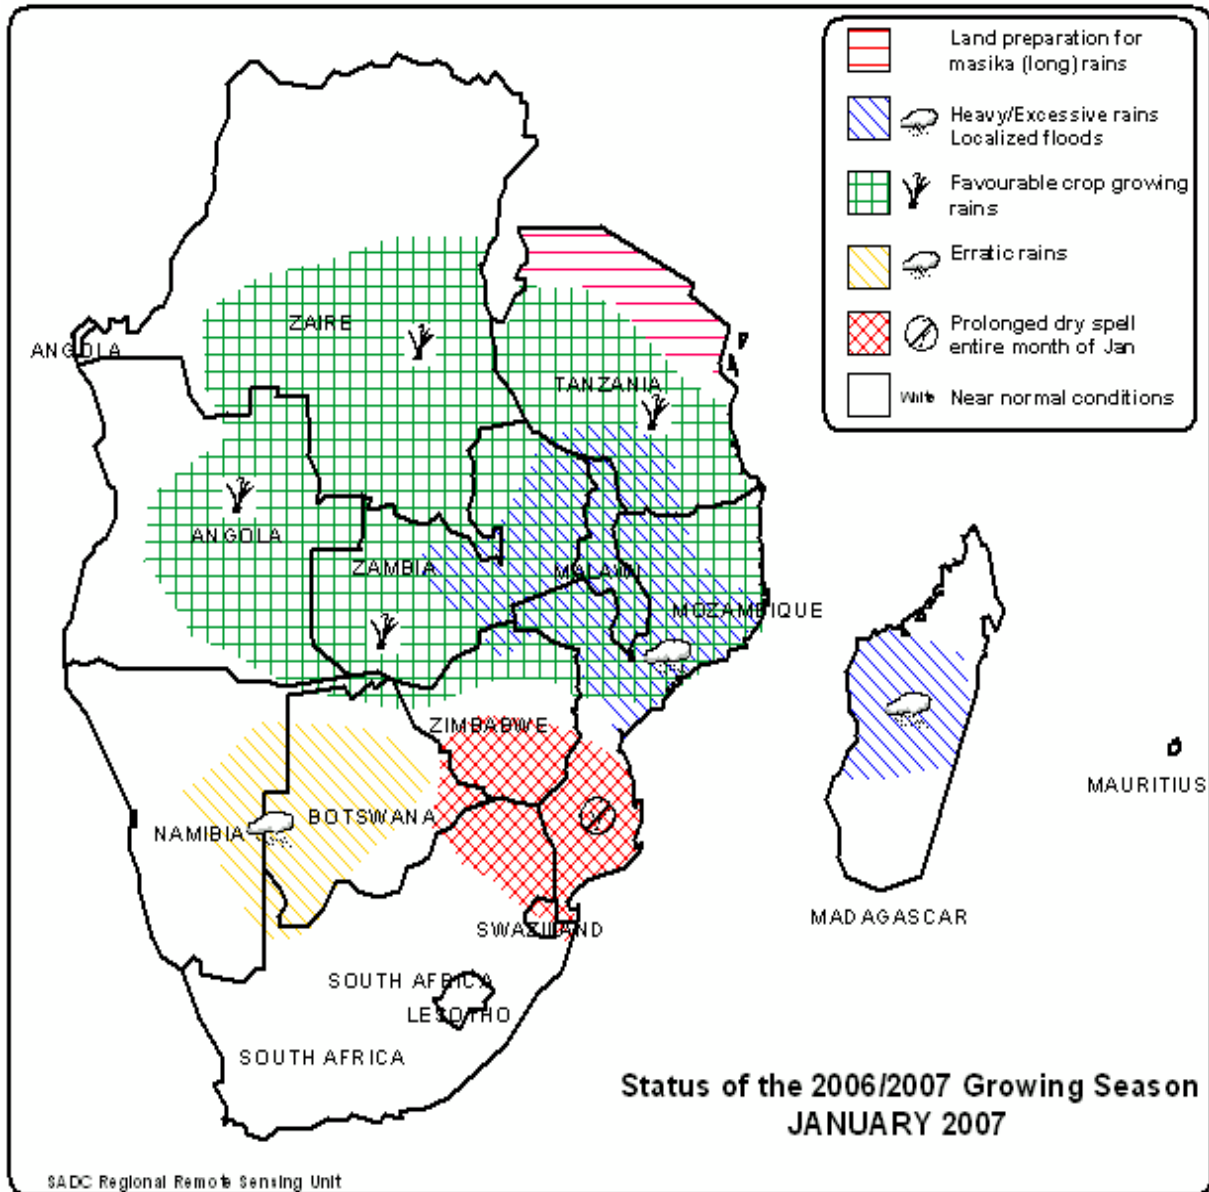 Land preparation for
masika (long) rains
Heavy/Excessive rains
Localized floods
Favourable crop growing
rains
Erratic rains
Prolonged dry spell
entire month of Jan
White Near normal conditions
ZAIRE
ANGOLA
TANZANIA
ANGOLA
ZAMBIA
MALAWI
MOZAMBIQUE
ZIMBABWE
NAMIBIA
BOTSWANA
MAURITIUS
MADAGASCAR
SWAZILAND
SOUTH AFRICA
LESOTHO
SOUTH AFRICA
Status of the 2006/2007 Growing Season
JANUARY 2007
SADC Regional Remote Sensing Unit